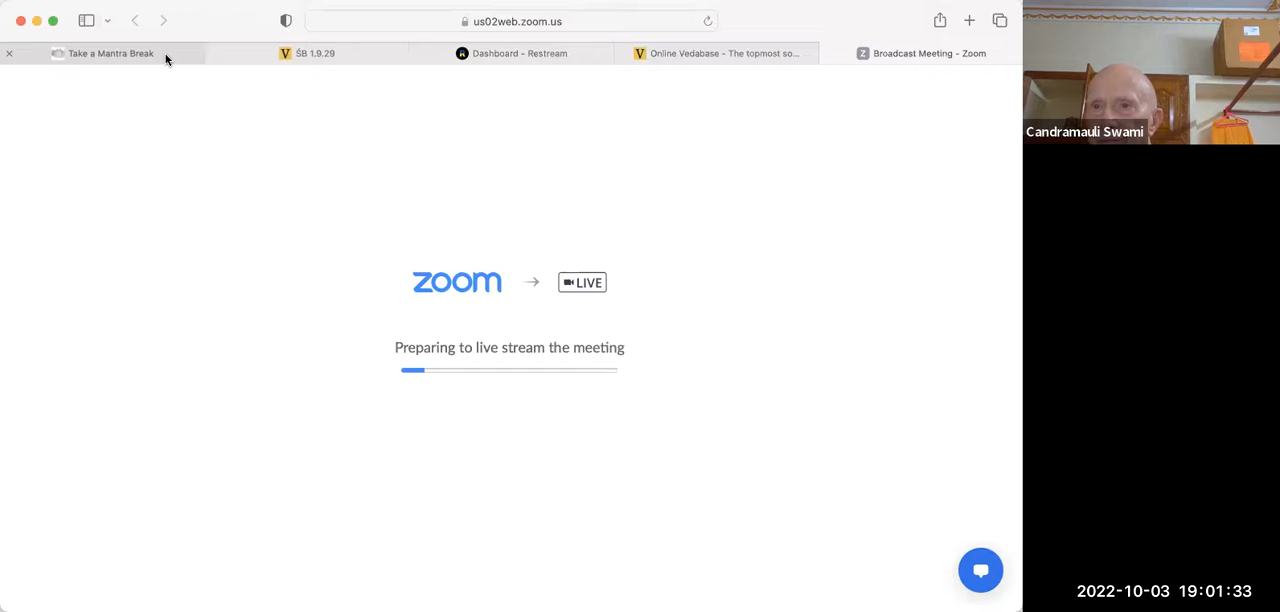 us02web.zoom.us
Take a Mantra Break
ŚB 1.9.29
Dashboard - Restream
Online Vedabase - The topmost so...
Broadcast Meeting - Zoom
Candramauli Swami
zoom → LIVE
Preparing to live stream the meeting
2022-10-03 19:01:33